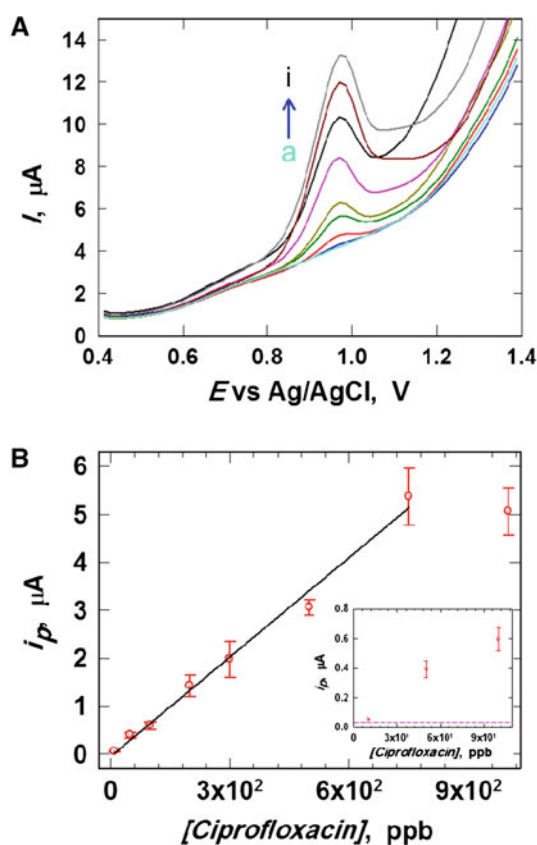 A
14
12
10
8
6
4
2
0
I, μA
i
a
0.4 0.6 0.8 1.0 1.2 1.4
E vs Ag/AgCl, V
B
6
5
4
3
2
1
0
ip, μA
0 3x10² 6x10² 9x10²
[Ciprofloxacin], ppb
0.8
0.6
0.4
0.2
0.0
ip, μA
0 3x10¹ 6x10¹ 9x10¹
[Ciprofloxacin], ppb